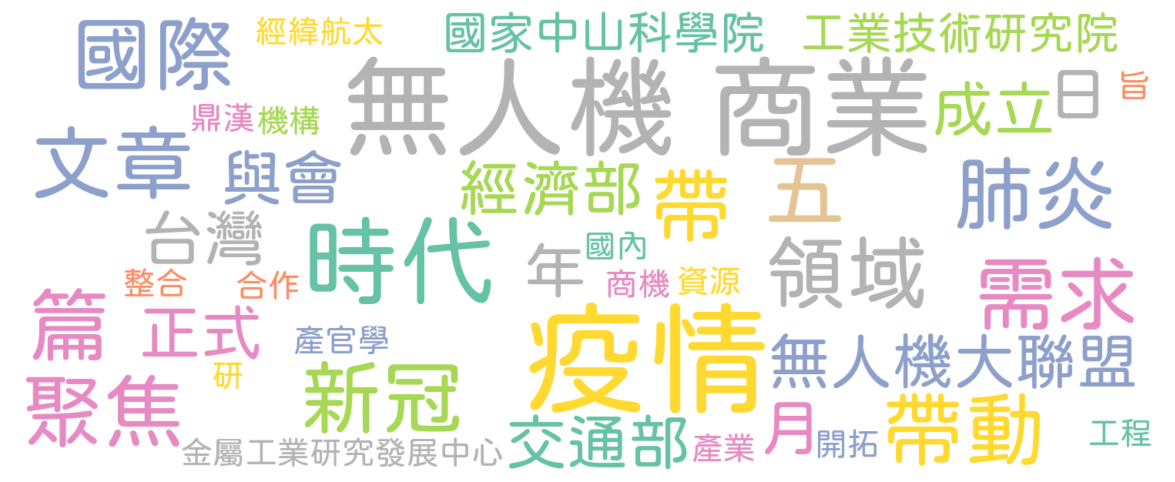 國際
經緯航太
國家中山科學院
工業技術研究院
無人機
商業
成立
日
旨
鼎漢
機構
文章
與會
經濟部
帶
五
肺炎
台灣
時代
年
國內
領域
需求
整合
合作
商機
資源
篇
正式
產官學
疫情
無人機大聯盟
研
新冠
聚焦
交通部
月
帶動
產業
開拓
工程
金屬工業研究發展中心